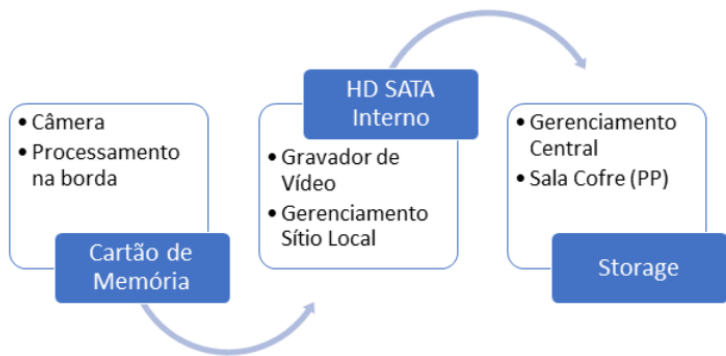 • Câmera
• Processamento
na borda
Cartão de
Memória
HD SATA
Interno
• Gravador de
Vídeo
• Gerenciamento
Sítio Local
• Gerenciamento
Central
• Sala Cofre (PP)
Storage